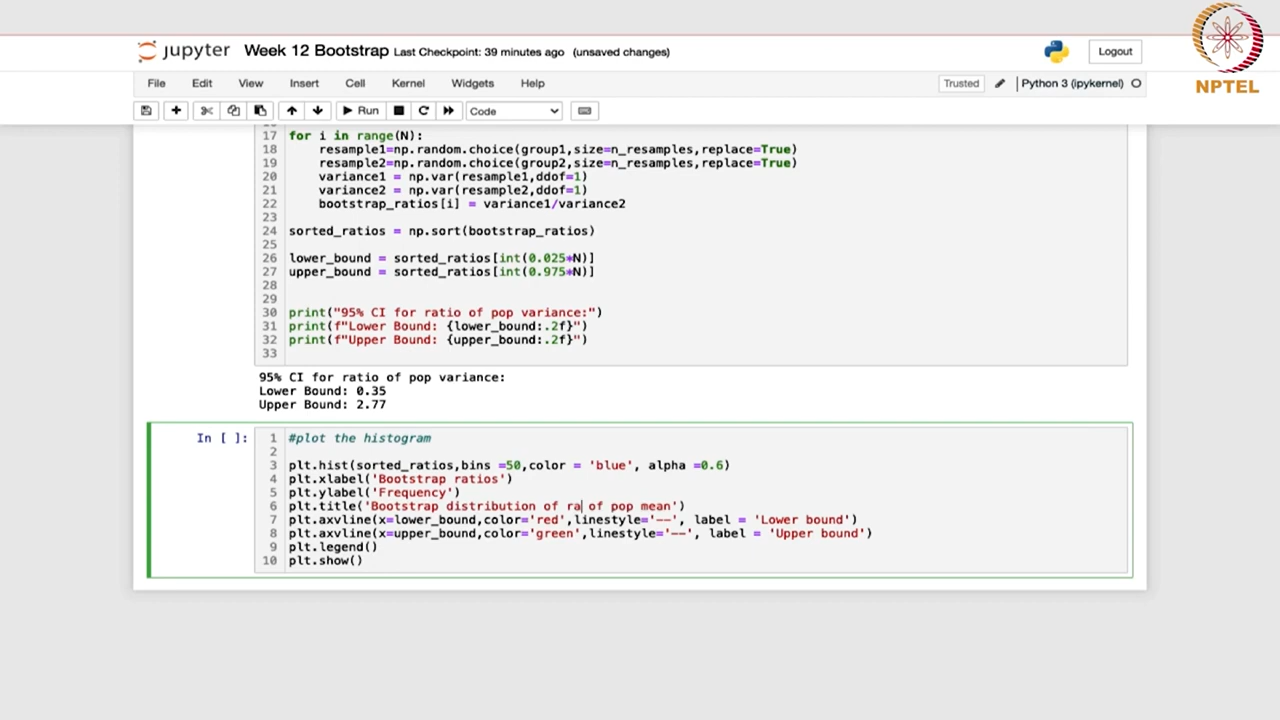 NPTEL
jupyter Week 12 Bootstrap Last Checkpoint: 39 minutes ago (unsaved changes)
Logout
File Edit View Insert Cell Kernel Widgets Help
Trusted Python 3 (ipykernel)
Run Code
17 for i in range(N):
18 resample1=np.random.choice(group1,size=n_resamples,replace=True)
19 resample2=np.random.choice(group2,size=n_resamples,replace=True)
20 variance1 = np.var(resample1,ddof=1)
21 variance2 = np.var(resample2,ddof=1)
22 bootstrap_ratios[i] = variance1/variance2
23
24 sorted_ratios = np.sort(bootstrap_ratios)
25
26 lower_bound = sorted_ratios[int(0.025*N)]
27 upper_bound = sorted_ratios[int(0.975*N)]
28
29
30 print("95% CI for ratio of pop variance:")
31 print(f"Lower Bound: {lower_bound:.2f}")
32 print(f"Upper Bound: {upper_bound:.2f}")
33
95% CI for ratio of pop variance:
Lower Bound: 0.35
Upper Bound: 2.77
In [ ]: 1 #plot the histogram
2
3 plt.hist(sorted_ratios,bins =50,color = 'blue', alpha =0.6)
4 plt.xlabel('Bootstrap ratios')
5 plt.ylabel('Frequency')
6 plt.title('Bootstrap distribution of ra of pop mean')
7 plt.axvline(x=lower_bound,color='red',linestyle='--', label = 'Lower bound')
8 plt.axvline(x=upper_bound,color='green',linestyle='--', label = 'Upper bound')
9 plt.legend()
10 plt.show()